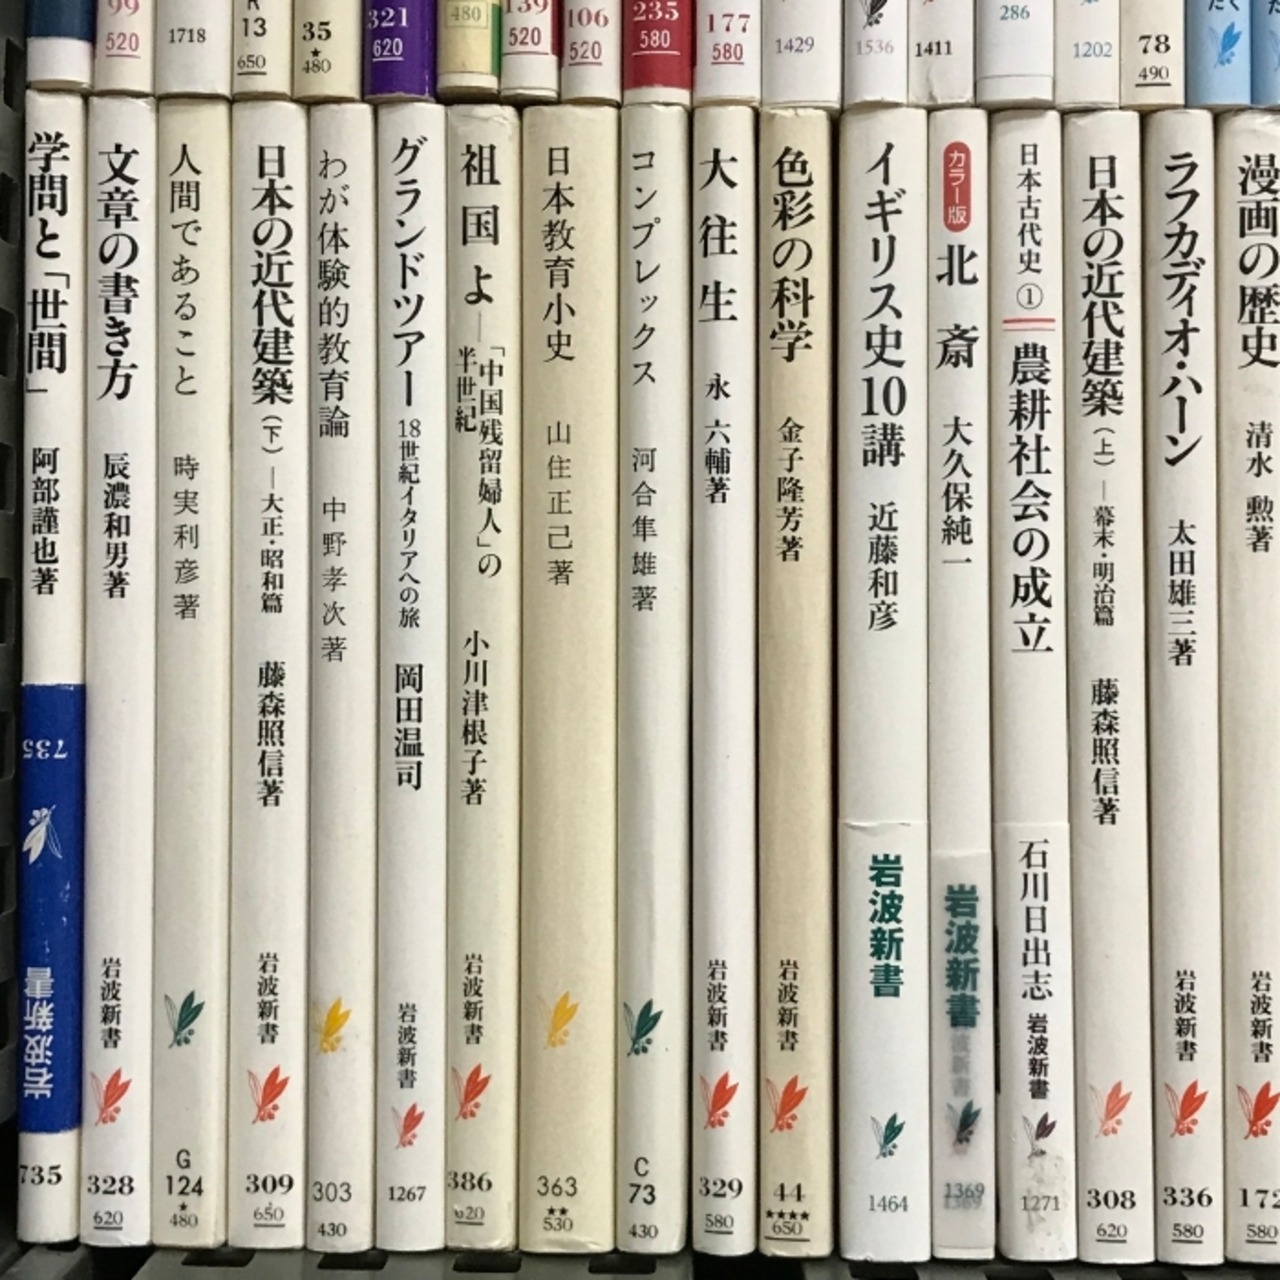 99
520
1718
R
13
650
35
★
480
321
620
480
139
520
106
520
235
580
177
580
1429
1536
1411
286
1202
78
490
たく
学問と「世間」 阿部謹也著
735
岩波新書
735
文章の書き方 辰濃和男著
岩波新書
328
620
人間であること 時実利彦著
G
124
★
480
日本の近代建築(下)―大正・昭和篇 藤森照信著
岩波新書
309
650
わが体験的教育論 中野孝次著
303
430
グランドツアー 18世紀イタリアへの旅 岡田温司
岩波新書
1267
祖国よ―「中国残留婦人」の
半世紀
小川津根子著
岩波新書
386
620
日本教育小史 山住正己著
363
★★
530
コンプレックス 河合隼雄著
C
73
430
大往生 永 六輔著
岩波新書
329
580
色彩の科学 金子隆芳著
岩波新書
44
★★★★
650
イギリス史10講 近藤和彦
岩波新書
1464
カラー版
北斎 大久保純一
岩波新書
1369
日本古代史①
農耕社会の成立
石川日出志
岩波新書
1271
日本の近代建築(上)―幕末・明治篇 藤森照信著
308
620
ラフカディオ・ハーン 太田雄三著
岩波新書
336
580
漫画の歴史 清水 勲著
岩波新書
172
580